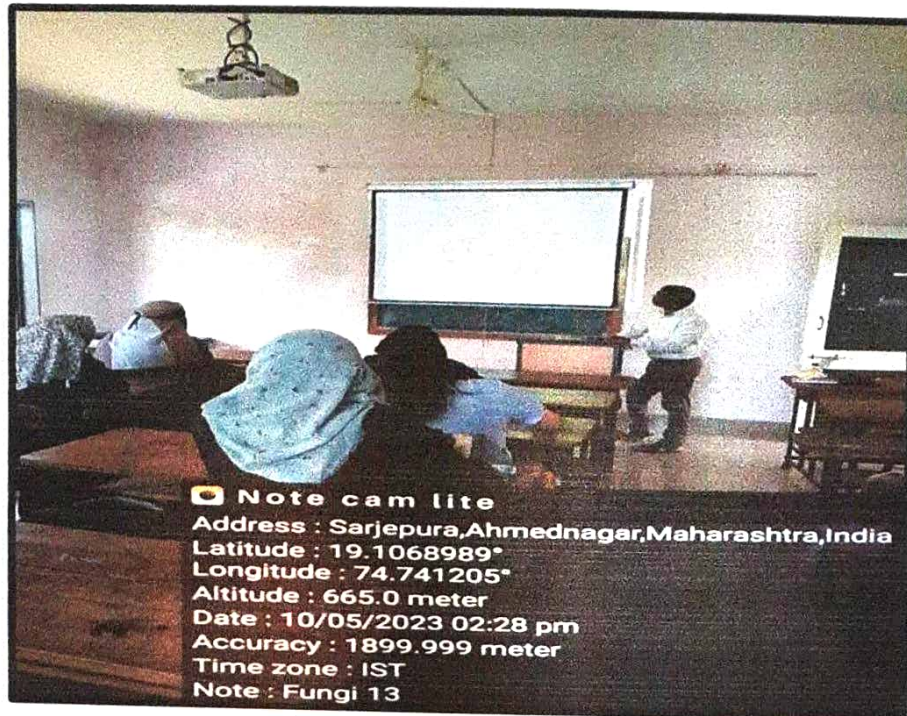 Note cam lite
Address : Sarjepura,Ahmednagar,Maharashtra,India
Latitude : 19.1068989°
Longitude : 74.741205°
Altitude : 665.0 meter
Date : 10/05/2023 02:28 pm
Accuracy : 1899.999 meter
Time zone : IST
Note : Fungi 13